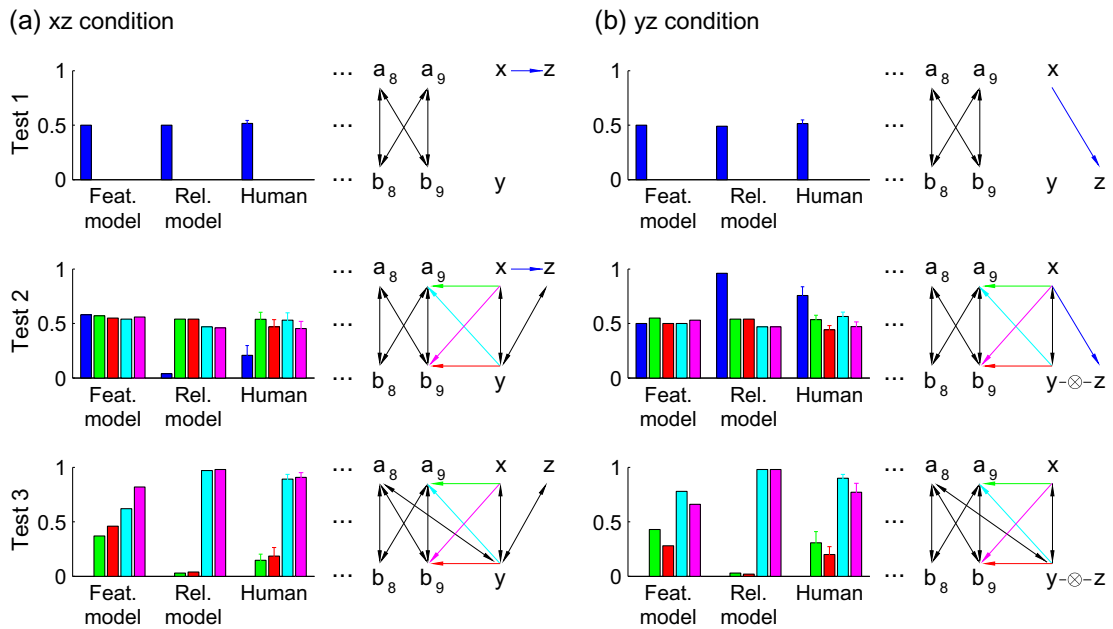 (a) xz condition
(b) yz condition
Test 1
1
0.5
0
Feat. model
Rel. model
Human
... a8 a9 x z
...
... b8 b9 y
1
0.5
0
Feat. model
Rel. model
Human
... a8 a9 x
...
... b8 b9 y z
Test 2
1
0.5
0
Feat. model
Rel. model
Human
... a8 a9 x z
...
... b8 b9 y
1
0.5
0
Feat. model
Rel. model
Human
... a8 a9 x
...
... b8 b9 y-⊗-z
Test 3
1
0.5
0
Feat. model
Rel. model
Human
... a8 a9 x z
...
... b8 b9 y
1
0.5
0
Feat. model
Rel. model
Human
... a8 a9 x
...
... b8 b9 y-⊗-z